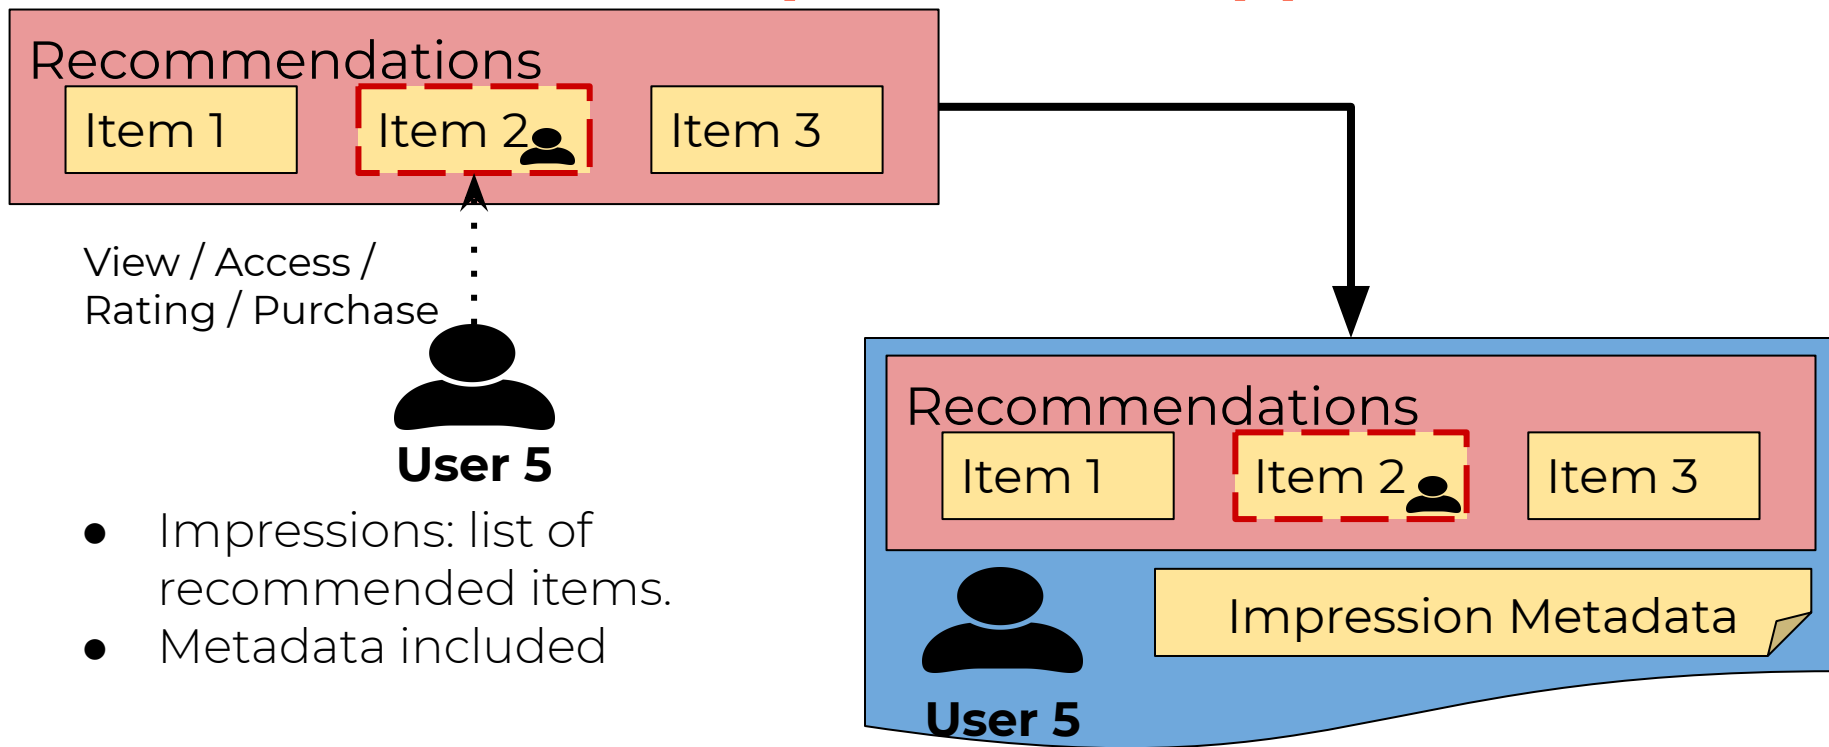 Recommendations
Item 1
Item 2
Item 3
View / Access /
Rating / Purchase
User 5
● Impressions: list of
recommended items.
● Metadata included
Recommendations
Item 1
Item 2
Item 3
Impression Metadata
User 5